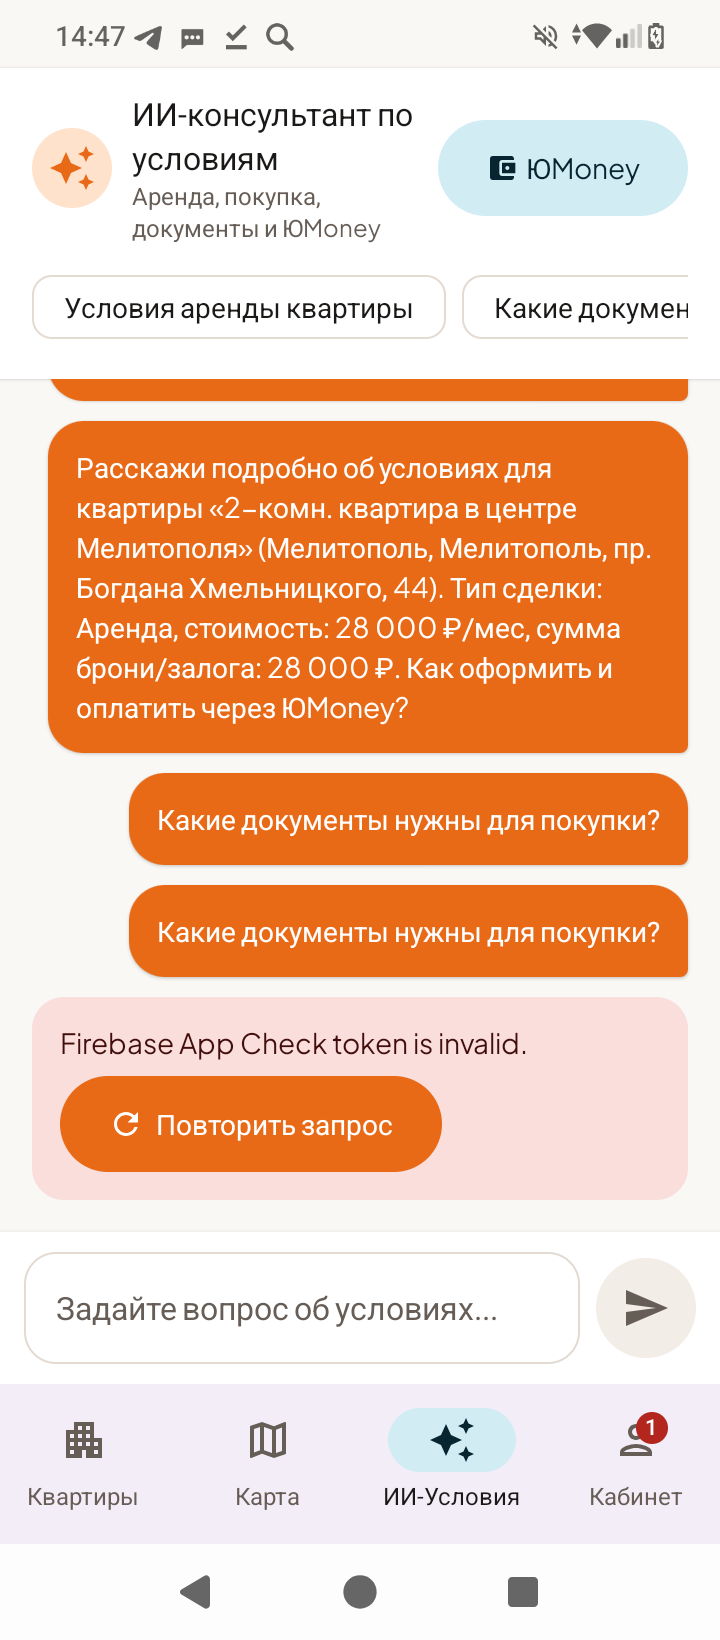 14:47
ИИ-консультант по
условиям
Аренда, покупка,
документы и ЮMoney
ЮMoney
Условия аренды квартиры
Какие докумен
Расскажи подробно об условиях для
квартиры «2-комн. квартира в центре
Мелитополя» (Мелитополь, Мелитополь, пр.
Богдана Хмельницкого, 44). Тип сделки:
Аренда, стоимость: 28 000 ₽/мес, сумма
брони/залога: 28 000 ₽. Как оформить и
оплатить через ЮMoney?
Какие документы нужны для покупки?
Какие документы нужны для покупки?
Firebase App Check token is invalid.
Повторить запрос
Задайте вопрос об условиях...
1
Квартиры
Карта
ИИ-Условия
Кабинет